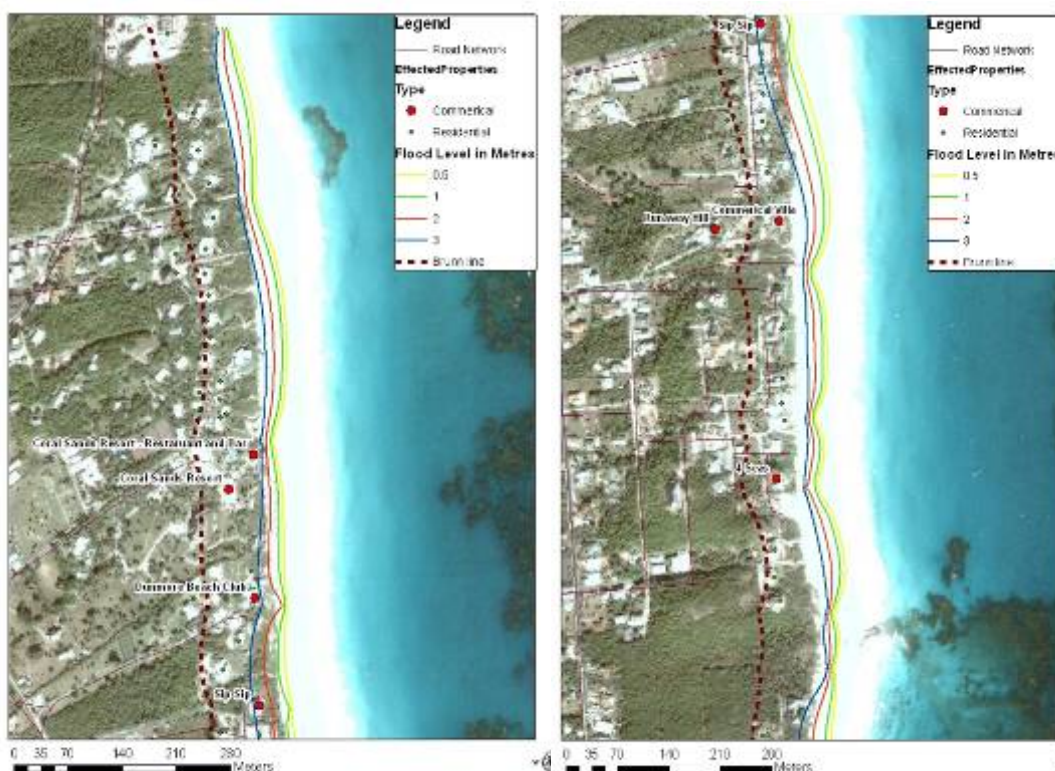 Legend
Road Network
EffectedProperties
Type
Commerical
Residential
Flood Level in Metres
0.5
1
2
3
Coral Sands Resort - Restaurant and Bar
Coral Sands Resort
Dunmore Beach Club
Sip Sip
0 35 70 140 210 280
Meters
Sip Sip
Legend
Road Network
EffectedProperties
Type
Commerical
Residential
Flood Level in Metres
0.5
1
2
3
Runaway Hill
Commerical Villa
0 35 70 140 210 280
Meters